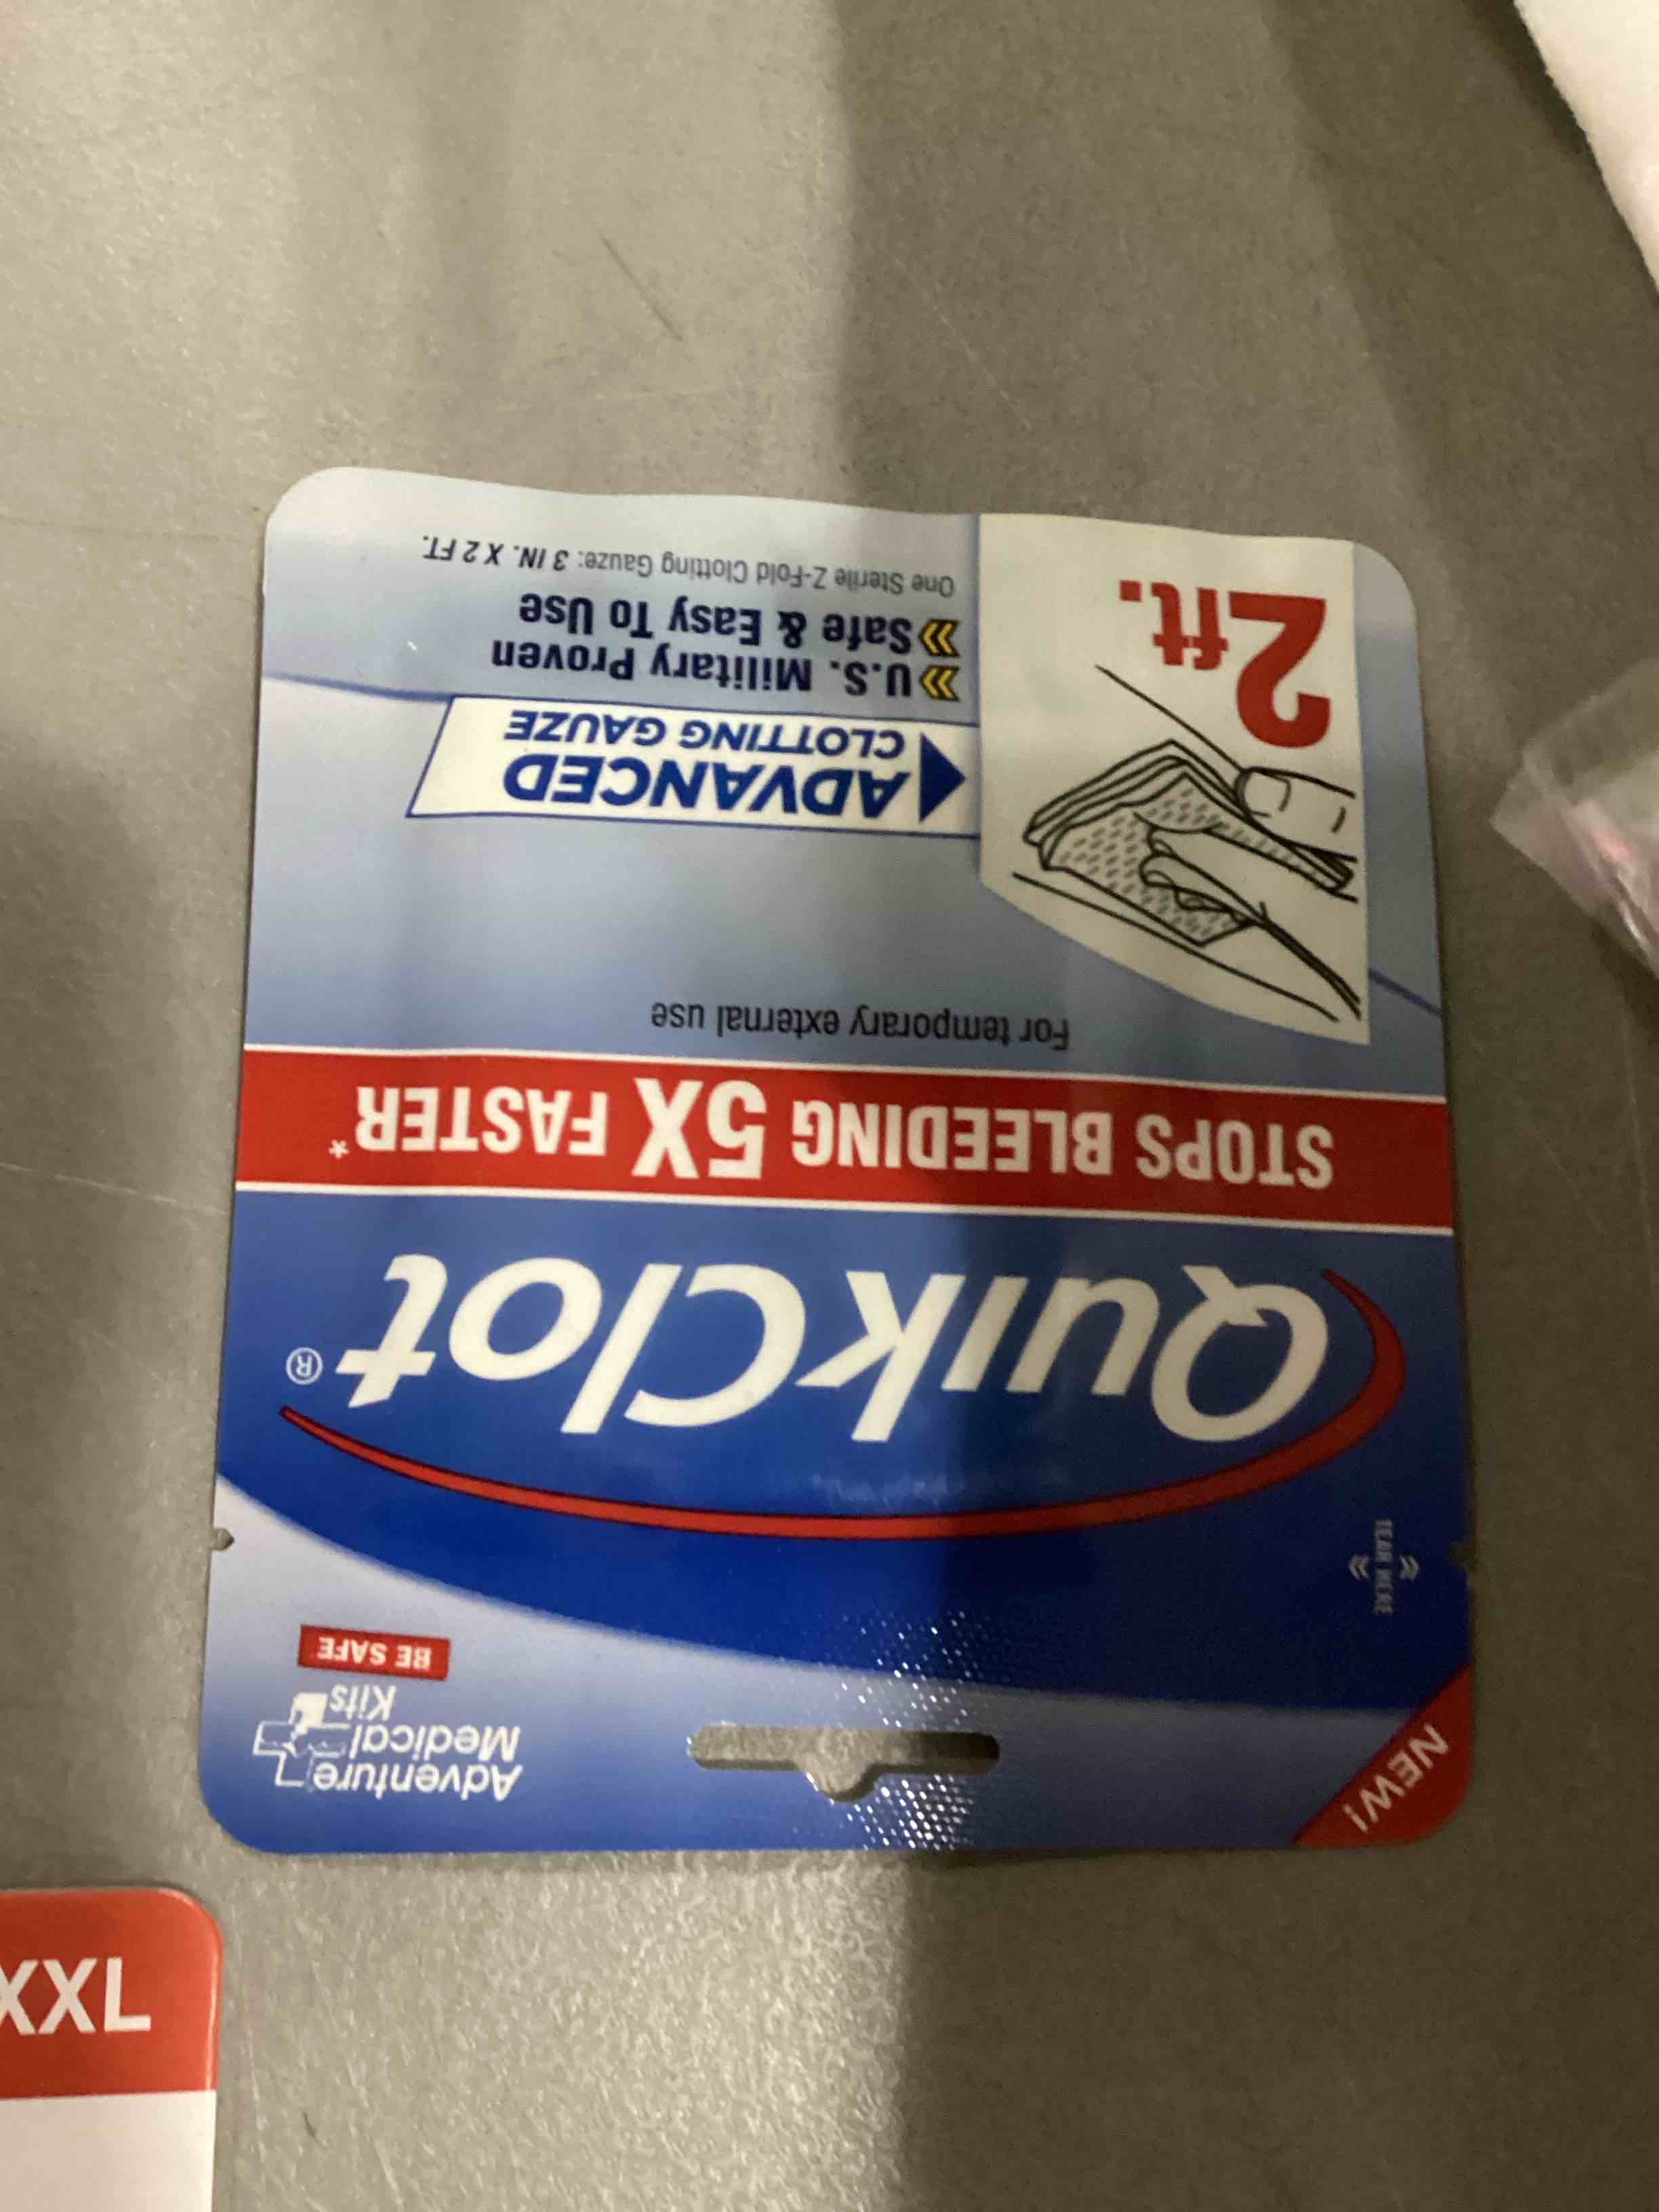 Adventure
Medical
Kits
BE SAFE
NEW!
TEAR HERE
QuikClot®
STOPS BLEEDING 5X FASTER*
For temporary external use
ADVANCED
CLOTTING GAUZE
U.S. Military Proven
Safe & Easy To Use
One Sterile Z-Fold Clotting Gauze: 3 IN. X 2 FT.
2ft.
XXL